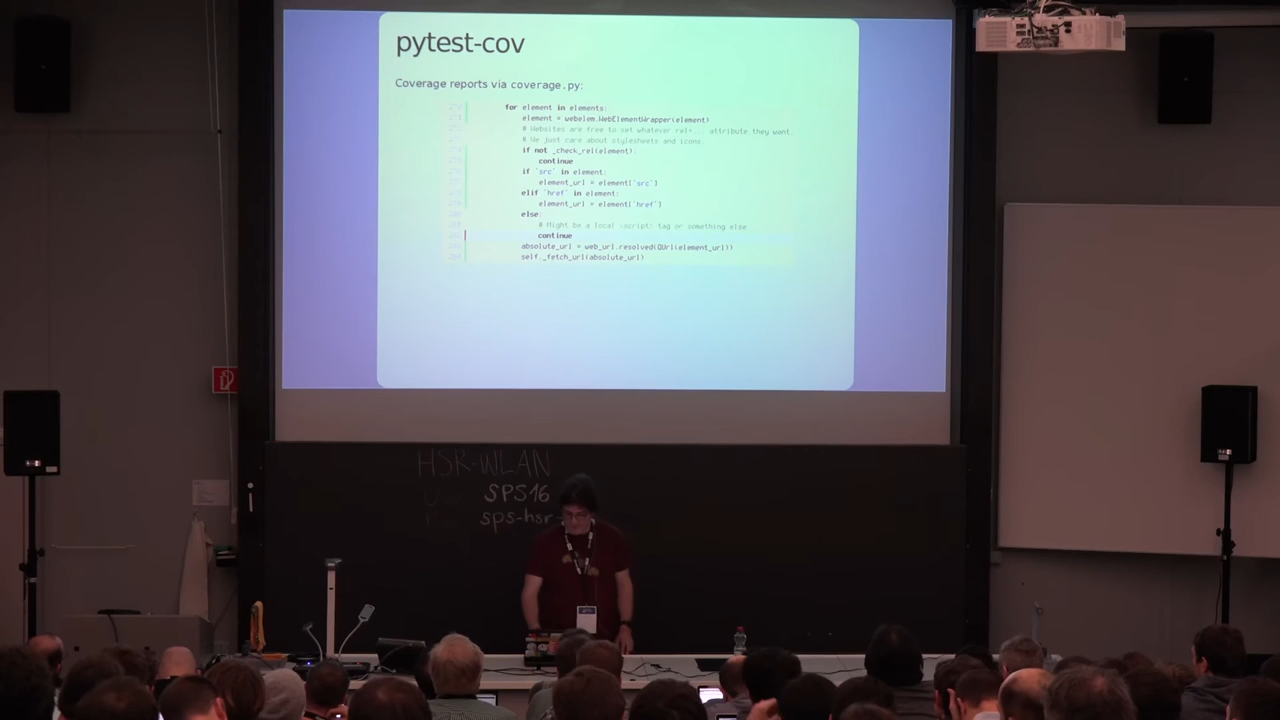 pytest-cov
Coverage reports via coverage.py:
for element in elements:
element = webelem.WebElementWrapper(element)
# Websites are free to set whatever rel=... attribute they want.
# We just care about stylesheets and icons.
if not _check_rel(element):
continue
if 'src' in element:
element_url = element['src']
elif 'href' in element:
element_url = element['href']
else:
# Might be a local <script> tag or something else
continue
absolute_url = web_url.resolved(QUrl(element_url))
self._fetch_url(absolute_url)
HSR-WLAN
SPS16
sps-hsr-